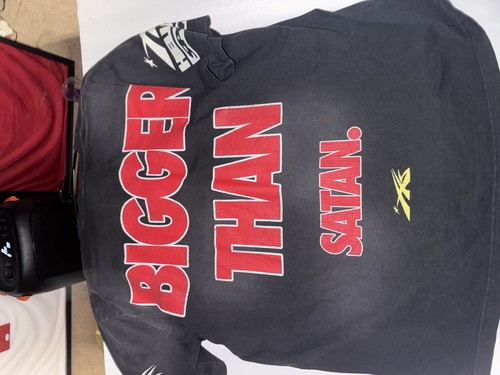 BIGGER
THAN
SATAN.